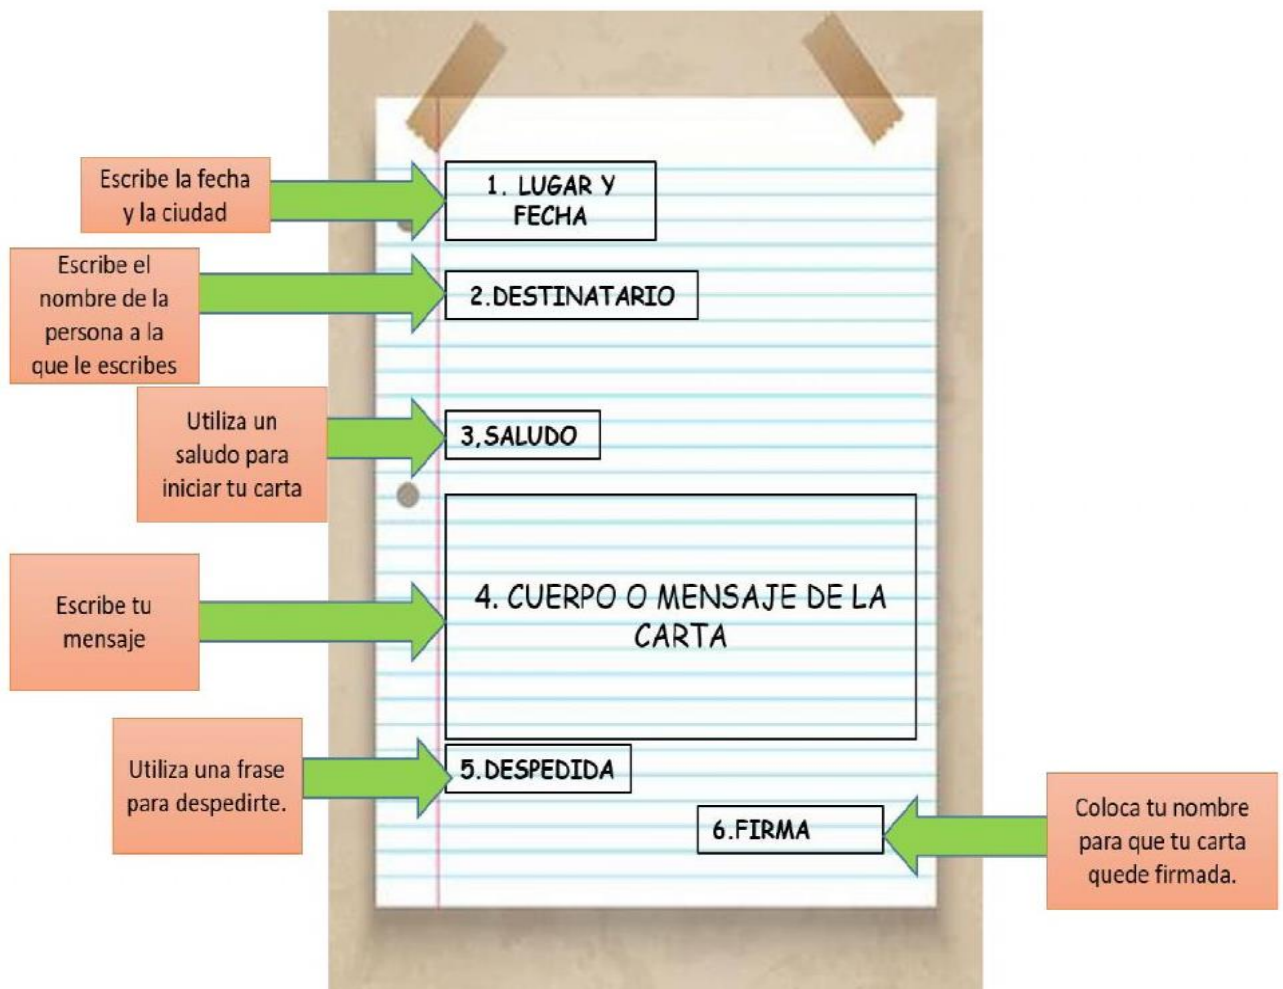 Escribe la fecha
y la ciudad
1. LUGAR Y
FECHA
Escribe el
nombre de la
persona a la
que le escribes
2.DESTINATARIO
Utiliza un
saludo para
iniciar tu carta
3,SALUDO
Escribe tu
mensaje
4. CUERPO O MENSAJE DE LA
CARTA
Utiliza una frase
para despedirte.
5.DESPEDIDA
6.FIRMA
Coloca tu nombre
para que tu carta
quede firmada.